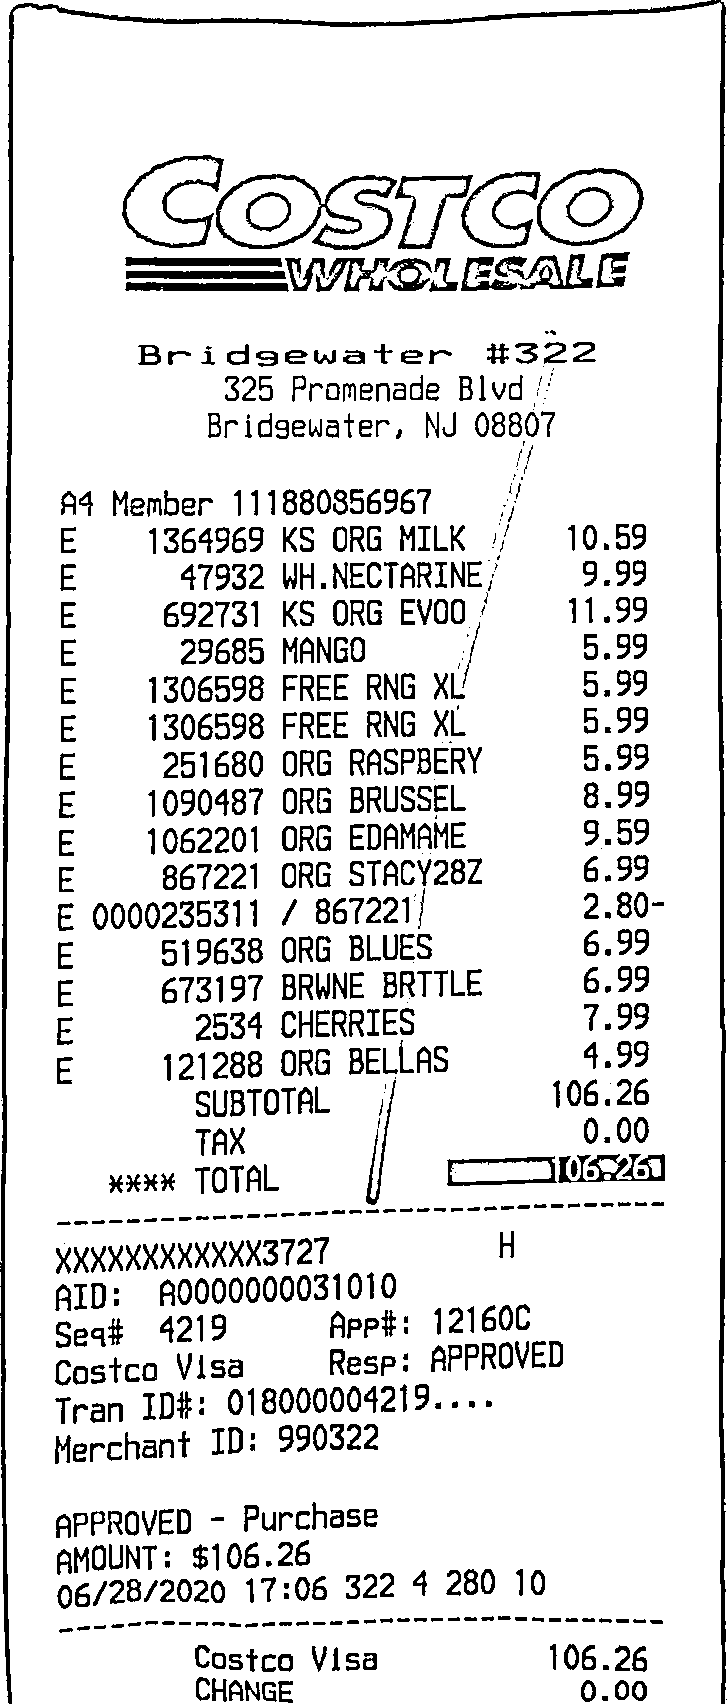 COSTCO
WHOLESALE
Bridgewater #322
325 Promenade Blvd
Bridgewater, NJ 08807
A4 Member 111880856967
E 1364969 KS ORG MILK 10.59
E 47932 WH.NECTARINE 9.99
E 692731 KS ORG EVOO 11.99
E 29685 MANGO 5.99
E 1306598 FREE RNG XL 5.99
E 1306598 FREE RNG XL 5.99
E 251680 ORG RASPBERY 5.99
E 1090487 ORG BRUSSEL 8.99
E 1062201 ORG EDAMAME 9.59
E 867221 ORG STACY28Z 6.99
E 0000235311 / 867221 2.80-
E 519638 ORG BLUES 6.99
E 673197 BRWNE BRTTLE 6.99
E 2534 CHERRIES 7.99
E 121288 ORG BELLAS 4.99
SUBTOTAL 106.26
TAX 0.00
**** TOTAL 106.26
XXXXXXXXXXXX3727 H
AID: A0000000031010
Seq# 4219 App#: 12160C
Costco Visa Resp: APPROVED
Tran ID#: 018000004219....
Merchant ID: 990322
APPROVED - Purchase
AMOUNT: $106.26
06/28/2020 17:06 322 4 280 10
Costco Visa 106.26
CHANGE 0.00